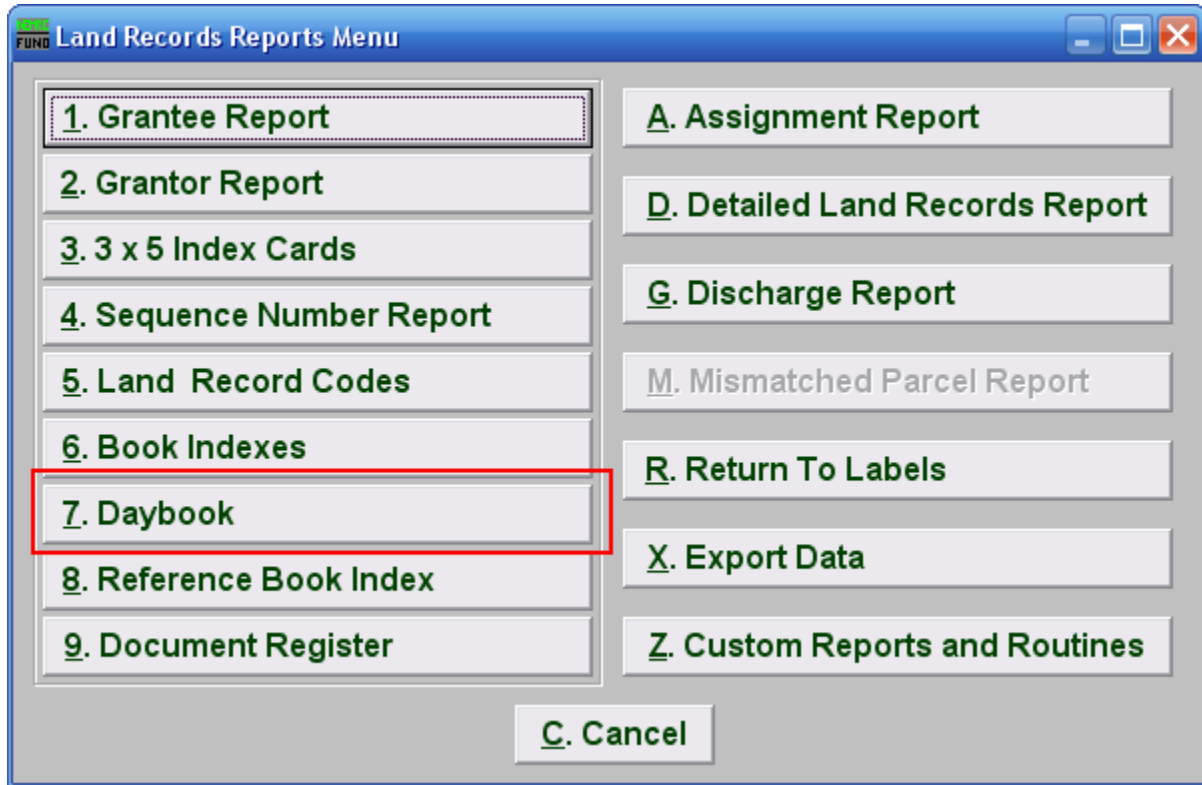 NEMRC
FUND Land Records Reports Menu
1. Grantee Report
2. Grantor Report
3. 3 x 5 Index Cards
4. Sequence Number Report
5. Land Record Codes
6. Book Indexes
7. Daybook
8. Reference Book Index
9. Document Register
A. Assignment Report
D. Detailed Land Records Report
G. Discharge Report
M. Mismatched Parcel Report
R. Return To Labels
X. Export Data
Z. Custom Reports and Routines
C. Cancel